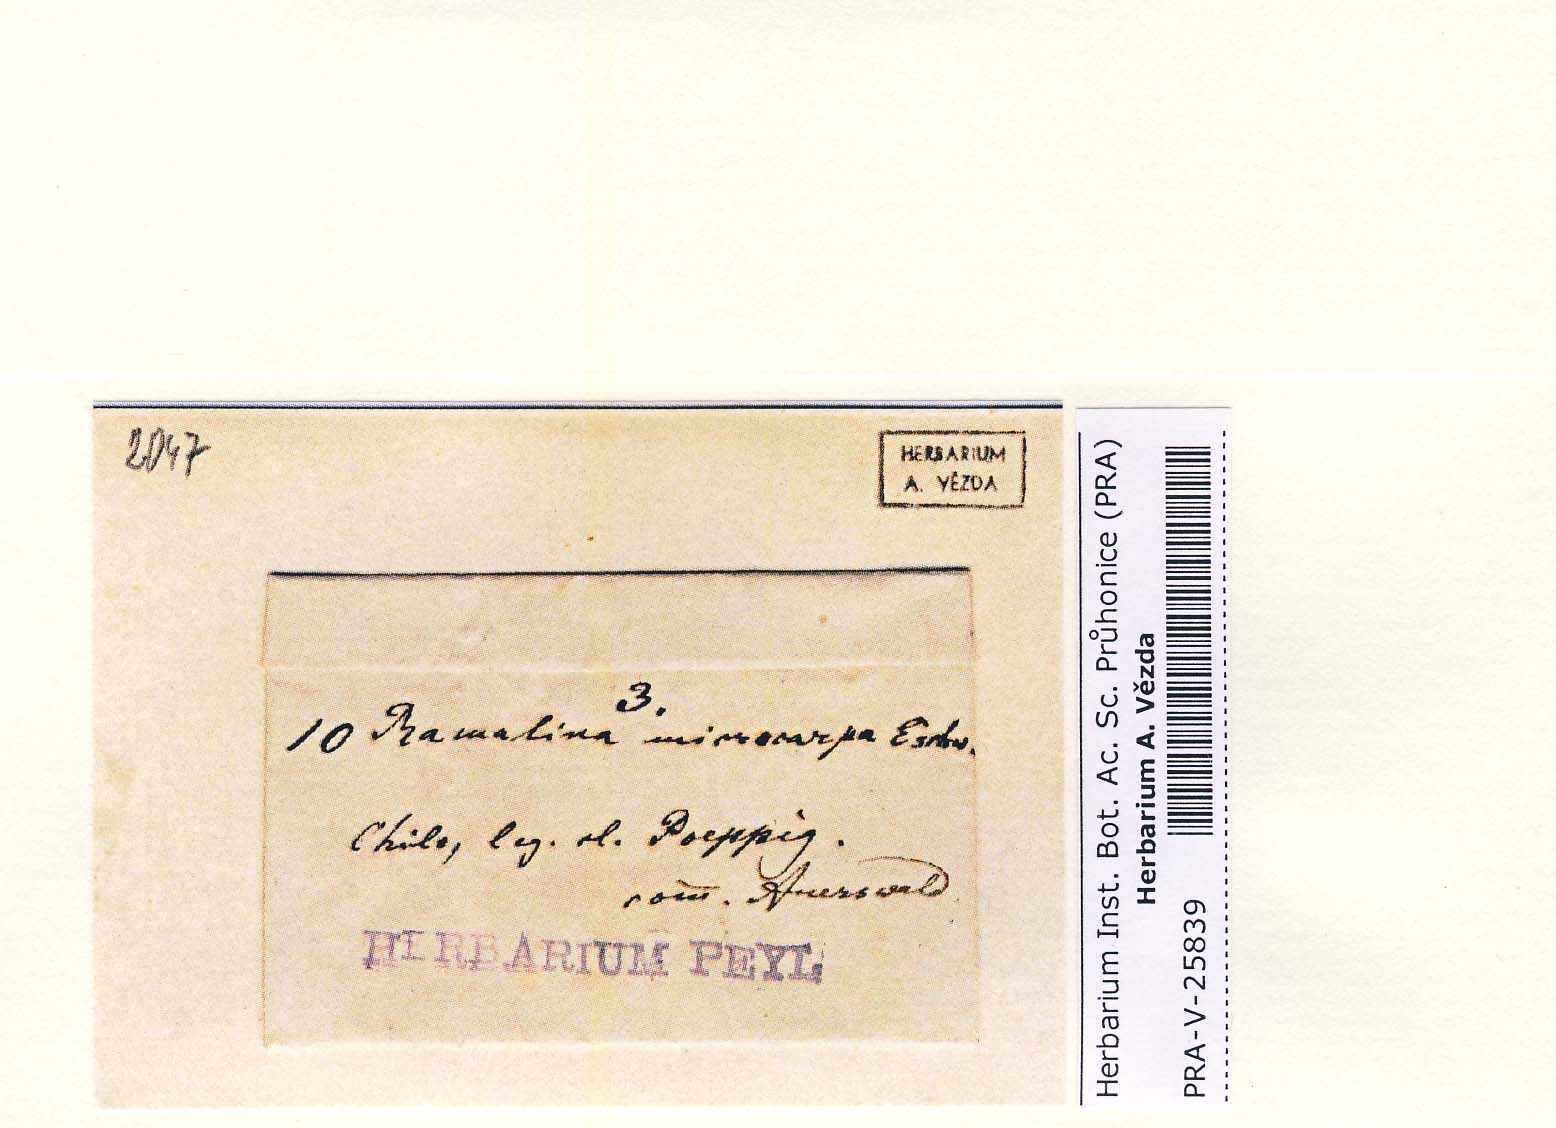 2047
HERBARIUM
A. VĚZDA
3.
10 Ramalina microcarpa Eschw.
Chile, leg. cl. Poeppig.
com̅. Auerswald
HERBARIUM PEYL.
Herbarium Inst. Bot. Ac. Sc. Průhonice (PRA)
Herbarium A. Vězda
PRA-V-25839